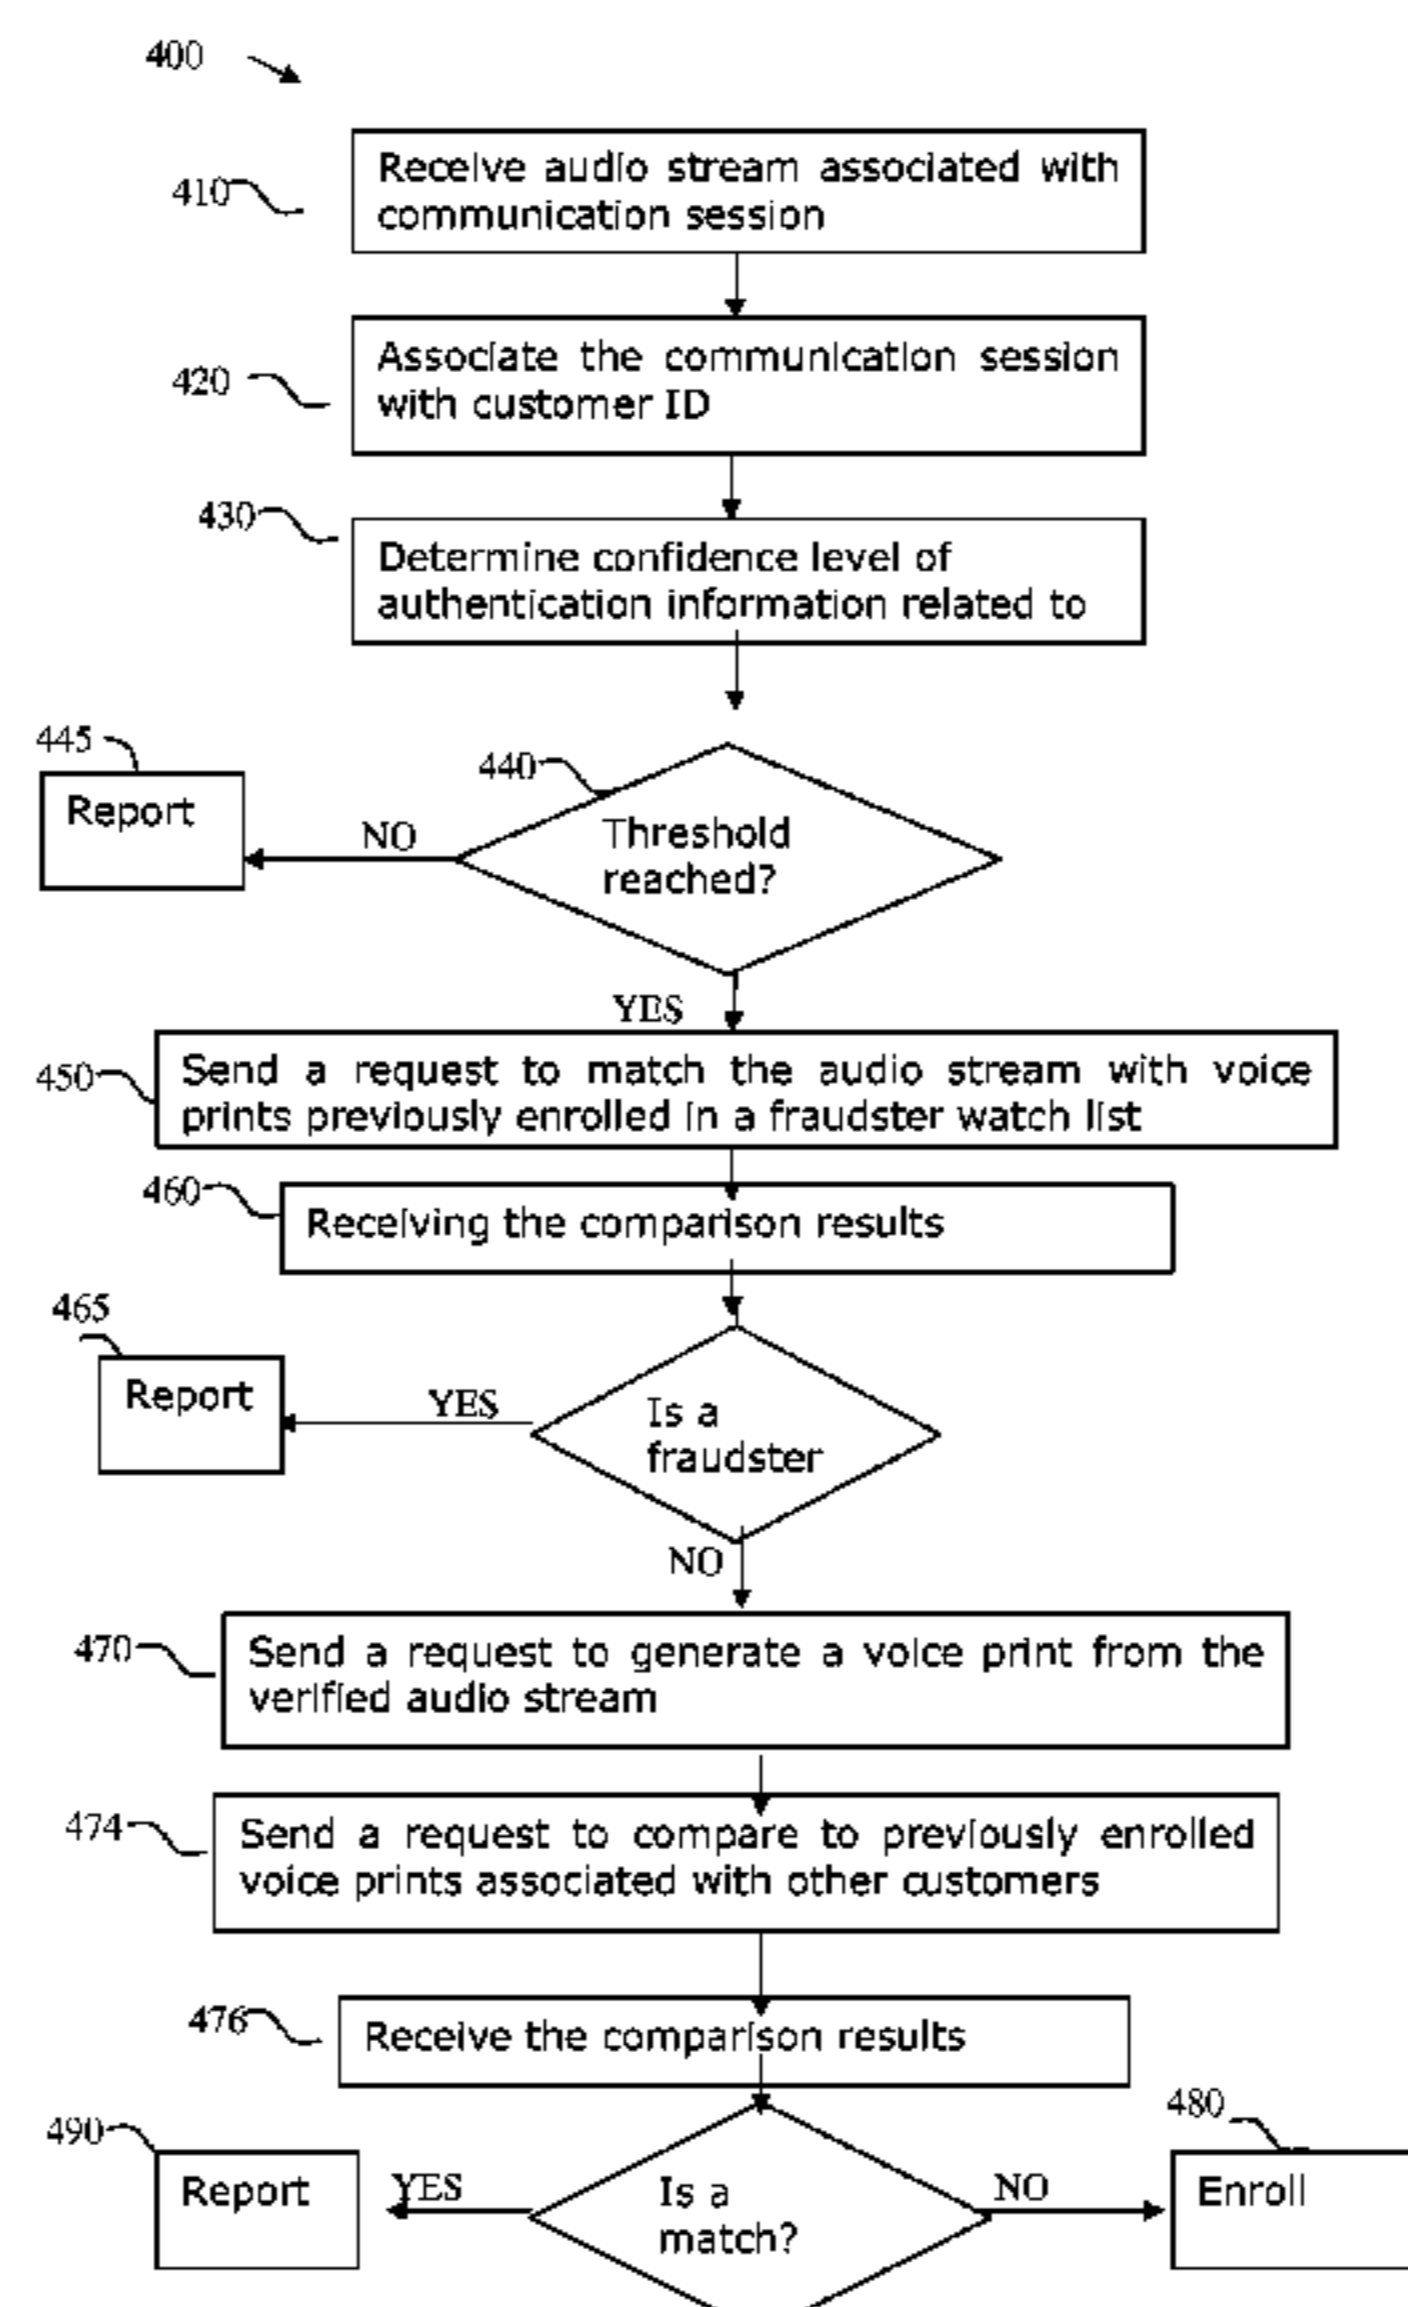 400
410
Receive audio stream associated with
communication session
420
Associate the communication session
with customer ID
430
Determine confidence level of
authentication information related to
445
Report
440
NO
Threshold
reached?
YES
450
Send a request to match the audio stream with voice
prints previously enrolled in a fraudster watch list
460
Receiving the comparison results
465
Report
YES
Is a
fraudster
NO
470
Send a request to generate a voice print from the
verified audio stream
474
Send a request to compare to previously enrolled
voice prints associated with other customers
476
Receive the comparison results
490
Report
YES
Is a
match?
NO
480
Enroll